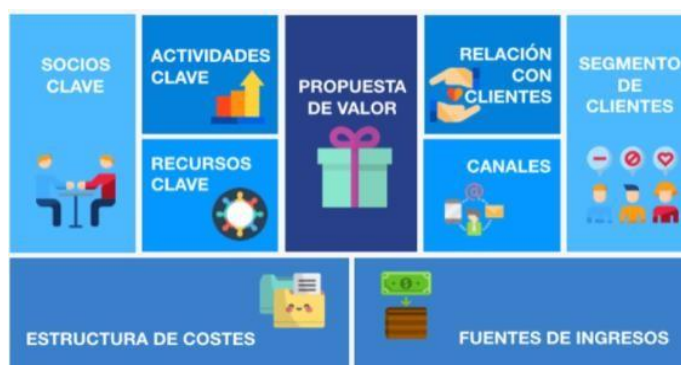 SOCIOS
CLAVE
ACTIVIDADES
CLAVE
RECURSOS
CLAVE
PROPUESTA
DE VALOR
RELACIÓN
CON
CLIENTES
CANALES
SEGMENTO
DE
CLIENTES
ESTRUCTURA DE COSTES
FUENTES DE INGRESOS